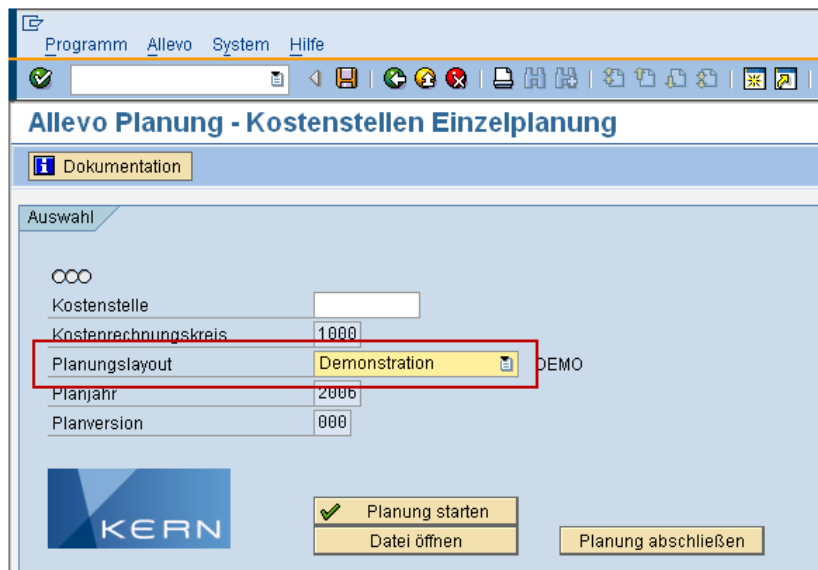 Programm Allevo System Hilfe
Allevo Planung - Kostenstellen Einzelplanung
Dokumentation
Auswahl
Kostenstelle
Kostenrechnungskreis 1000
Planungslayout Demonstration DEMO
Planjahr 2006
Planversion 000
KERN
Planung starten
Datei öffnen Planung abschließen